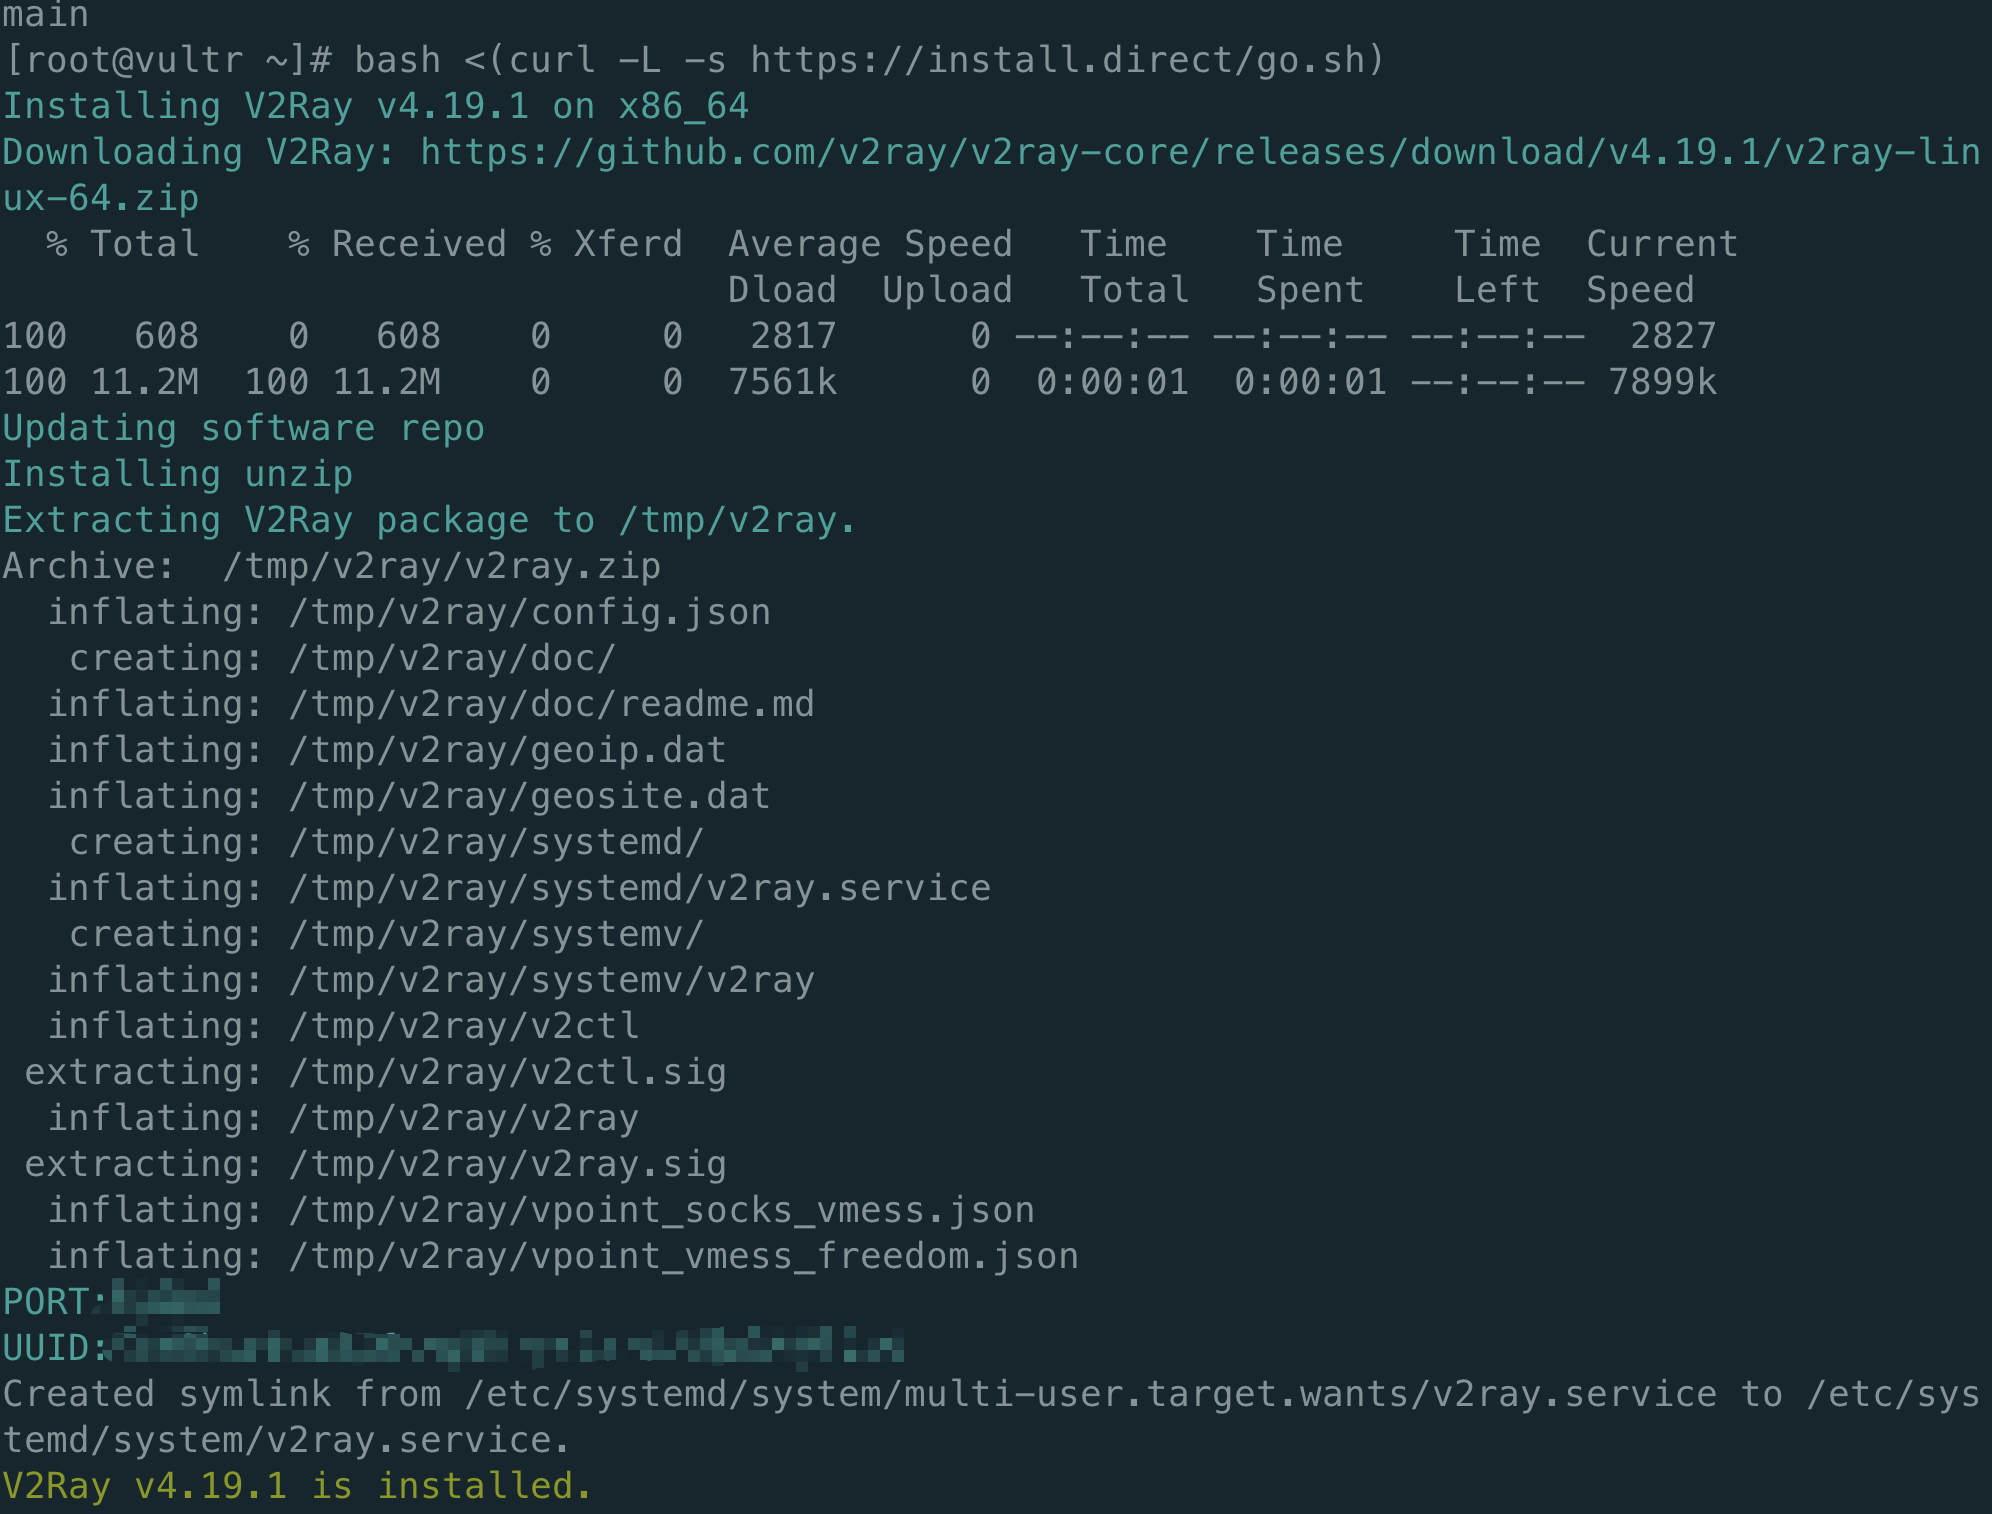 main
[root@vultr ~]# bash <(curl -L -s https://install.direct/go.sh)
Installing V2Ray v4.19.1 on x86_64
Downloading V2Ray: https://github.com/v2ray/v2ray-core/releases/download/v4.19.1/v2ray-lin
ux-64.zip
  % Total    % Received % Xferd  Average Speed   Time    Time     Time  Current
                                 Dload  Upload   Total   Spent    Left  Speed
100   608    0   608    0     0   2817      0 --:--:-- --:--:-- --:--:--  2827
100 11.2M  100 11.2M    0     0  7561k      0  0:00:01  0:00:01 --:--:-- 7899k
Updating software repo
Installing unzip
Extracting V2Ray package to /tmp/v2ray.
Archive:  /tmp/v2ray/v2ray.zip
  inflating: /tmp/v2ray/config.json
   creating: /tmp/v2ray/doc/
  inflating: /tmp/v2ray/doc/readme.md
  inflating: /tmp/v2ray/geoip.dat
  inflating: /tmp/v2ray/geosite.dat
   creating: /tmp/v2ray/systemd/
  inflating: /tmp/v2ray/systemd/v2ray.service
   creating: /tmp/v2ray/systemv/
  inflating: /tmp/v2ray/systemv/v2ray
  inflating: /tmp/v2ray/v2ctl
 extracting: /tmp/v2ray/v2ctl.sig
  inflating: /tmp/v2ray/v2ray
 extracting: /tmp/v2ray/v2ray.sig
  inflating: /tmp/v2ray/vpoint_socks_vmess.json
  inflating: /tmp/v2ray/vpoint_vmess_freedom.json
PORT:
UUID:
Created symlink from /etc/systemd/system/multi-user.target.wants/v2ray.service to /etc/sys
temd/system/v2ray.service.
V2Ray v4.19.1 is installed.